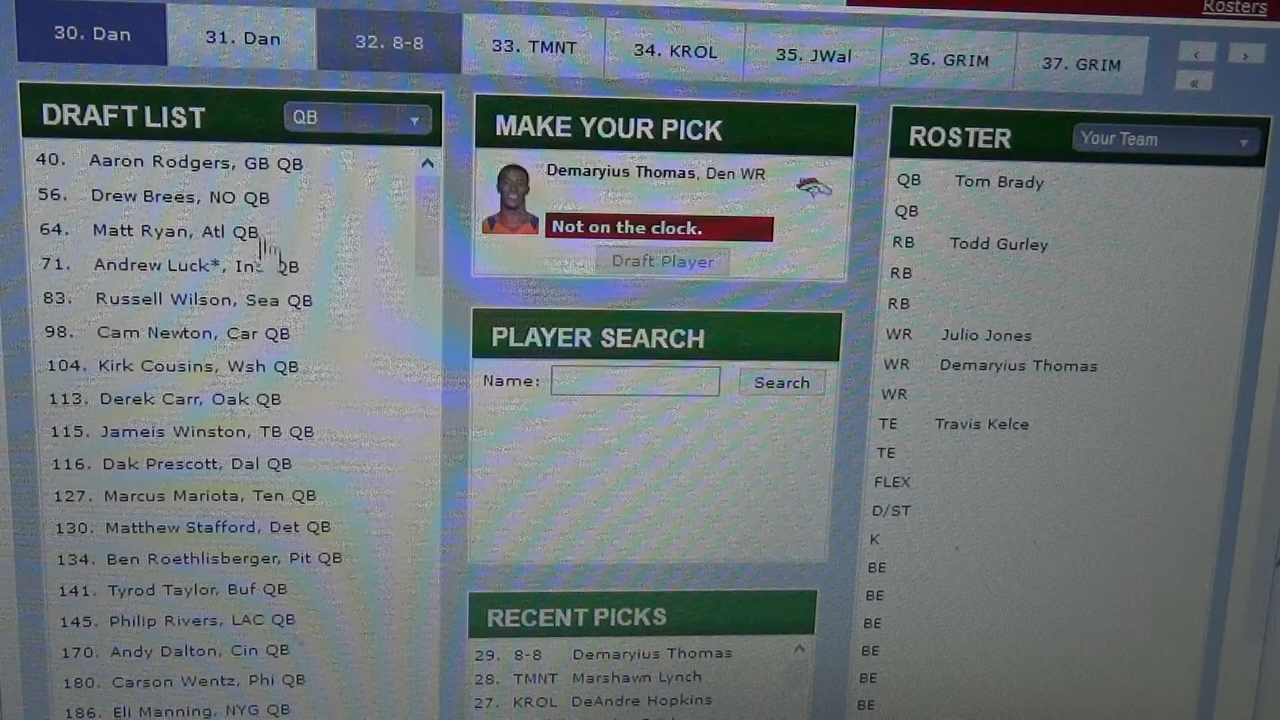 Rosters
30. Dan
31. Dan
32. 8-8
33. TMNT
34. KROL
35. JWal
36. GRIM
37. GRIM
DRAFT LIST
QB
40. Aaron Rodgers, GB QB
56. Drew Brees, NO QB
64. Matt Ryan, Atl QB
71. Andrew Luck*, QB
83. Russell Wilson, Sea QB
98. Cam Newton, Car QB
104. Kirk Cousins, Wsh QB
113. Derek Carr, Oak QB
115. Jameis Winston, TB QB
116. Dak Prescott, Dal QB
127. Marcus Mariota, Ten QB
130. Matthew Stafford, Det QB
134. Ben Roethlisberger, Pit QB
141. Tyrod Taylor, Buf QB
145. Philip Rivers, LAC QB
170. Andy Dalton, Cin QB
180. Carson Wentz, Phi QB
186. Eli Manning, NYG QB
MAKE YOUR PICK
Demaryius Thomas, Den WR
Not on the clock.
Draft Player
PLAYER SEARCH
Name:
Search
RECENT PICKS
29. 8-8 Demaryius Thomas
28. TMNT Marshawn Lynch
27. KROL DeAndre Hopkins
ROSTER
Your Team
QB Tom Brady
QB
RB Todd Gurley
RB
RB
WR Julio Jones
WR Demaryius Thomas
WR
TE Travis Kelce
TE
FLEX
D/ST
K
BE
BE
BE
BE
BE
BE